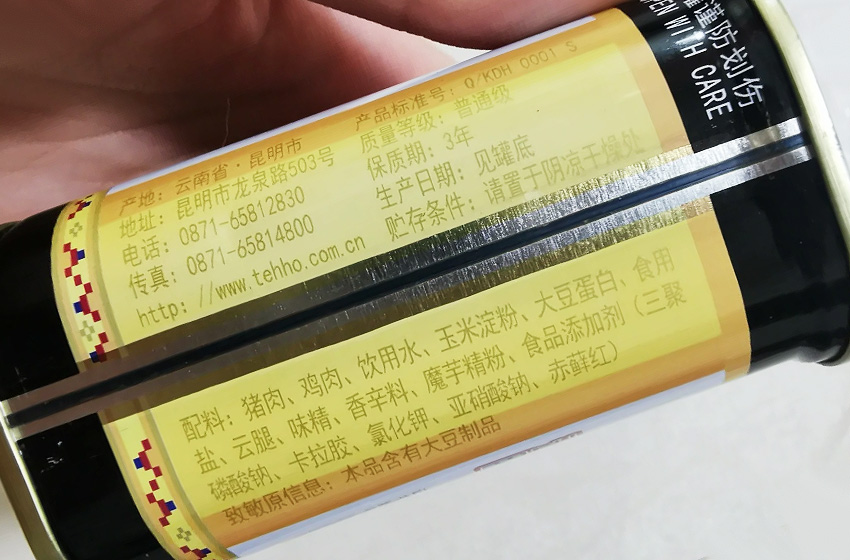 谨防划伤
OPEN WITH CARE
产地：云南省·昆明市
地址：昆明市龙泉路503号
电话：0871-65812830
传真：0871-65814800
http：//www.tehho.com.cn
产品标准号：Q/KDH 0001 S
质量等级：普通级
保质期：3年
生产日期：见罐底
贮存条件：请置于阴凉干燥处
配料：猪肉、鸡肉、饮用水、玉米淀粉、大豆蛋白、食用
盐、云腿、味精、香辛料、魔芋精粉、食品添加剂（三聚
磷酸钠、卡拉胶、氯化钾、亚硝酸钠、赤藓红）
致敏原信息：本品含有大豆制品